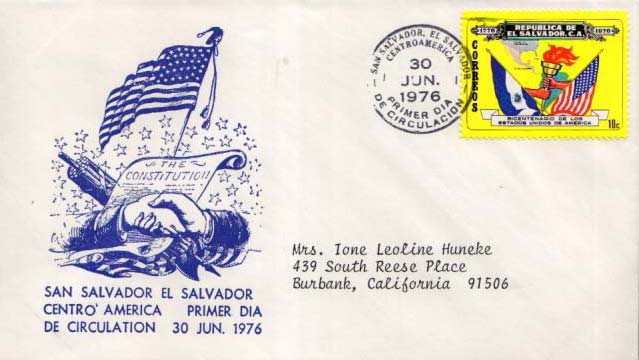 SAN SALVADOR, EL SALVADOR
CENTROAMERICA
30
JUN.
1976
PRIMER DIA
DE CIRCULACION
REPUBLICA DE
EL SALVADOR, C.A.
1776
1976
CORREOS
BICENTENARIO DE LOS
ESTADOS UNIDOS DE AMERICA
10c
THE
CONSTITUTION
SAN SALVADOR EL SALVADOR
CENTRO' AMERICA PRIMER DIA
DE CIRCULATION 30 JUN. 1976
Mrs. Ione Leoline Huneke
439 South Reese Place
Burbank, California 91506